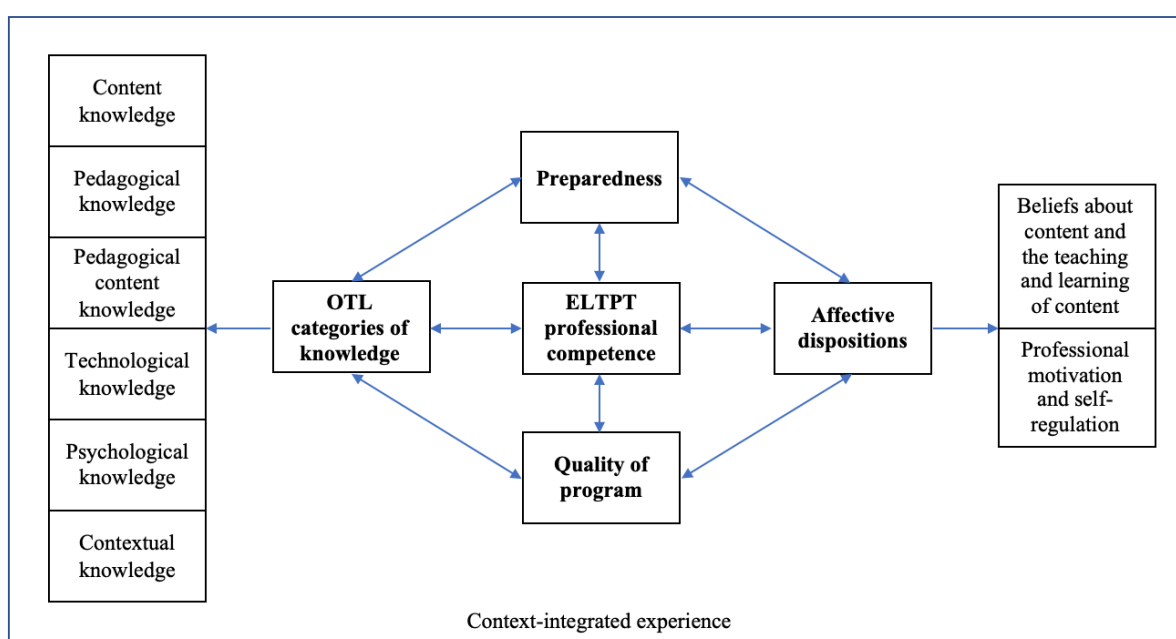 Content
knowledge
Pedagogical
knowledge
Pedagogical
content
knowledge
Technological
knowledge
Psychological
knowledge
Contextual
knowledge
OTL
categories of
knowledge
Preparedness
ELTPT
professional
competence
Quality of
program
Affective
dispositions
Beliefs about
content and
the teaching
and learning
of content
Professional
motivation
and self-
regulation
Context-integrated experience